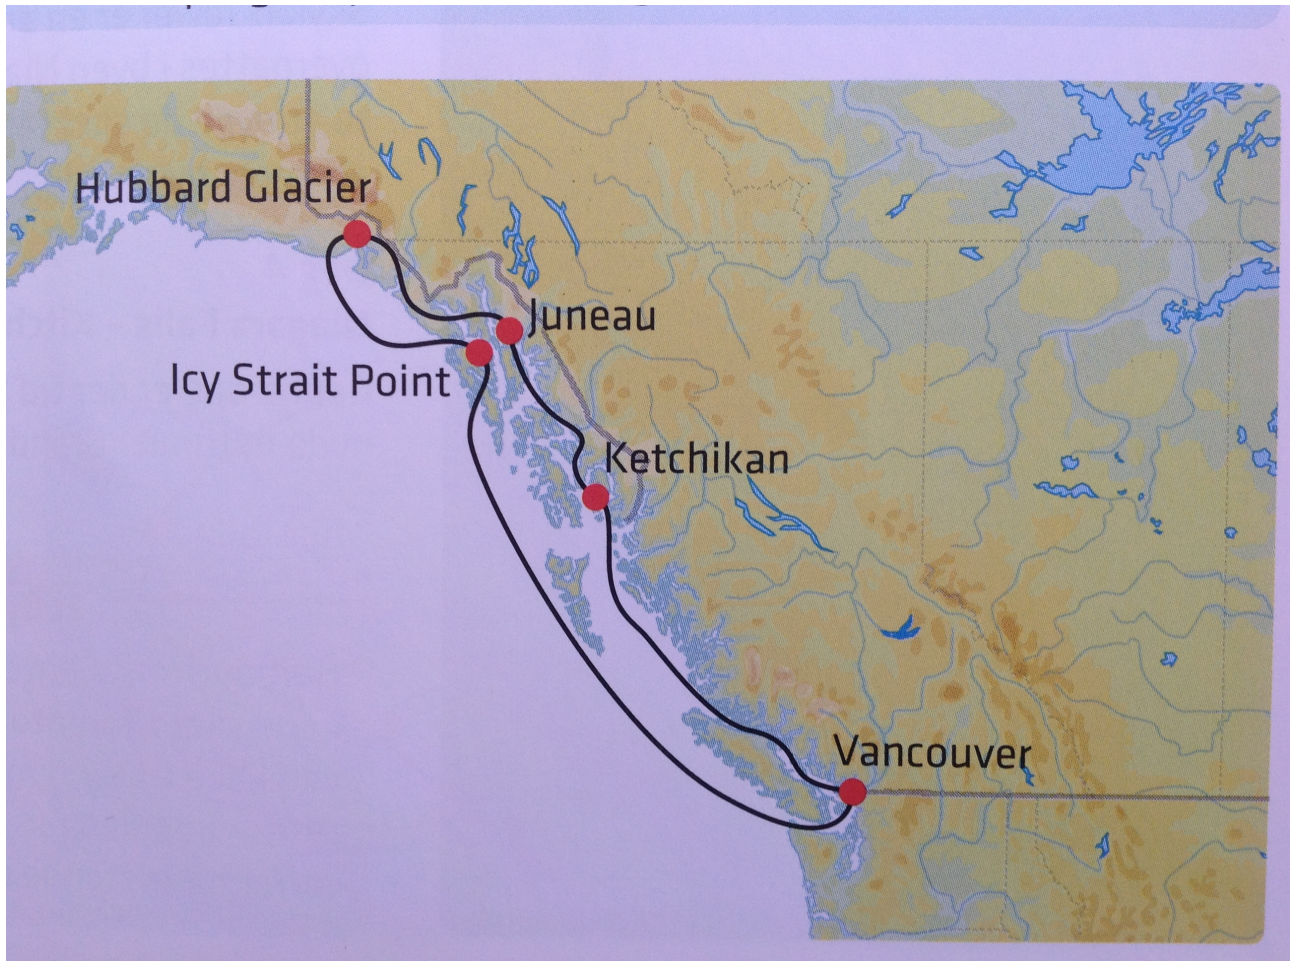 Hubbard Glacier
Juneau
Icy Strait Point
Ketchikan
Vancouver